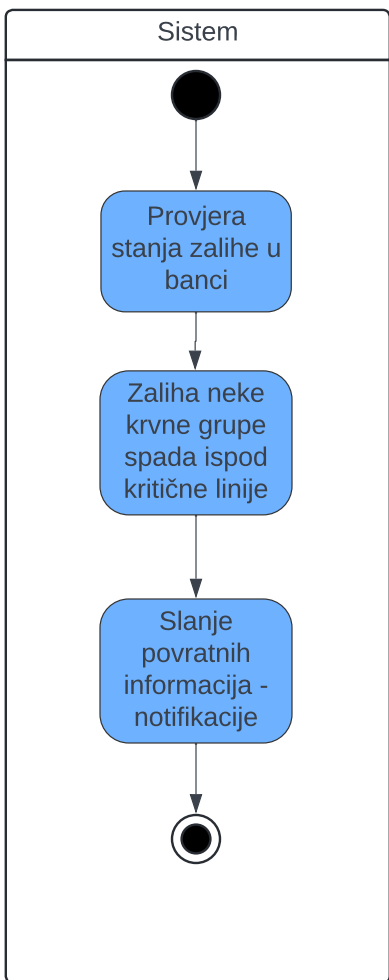 Sistem
Provjera
stanja zalihe u
banci
Zaliha neke
krvne grupe
spada ispod
kritične linije
Slanje
povratnih
informacija -
notifikacije